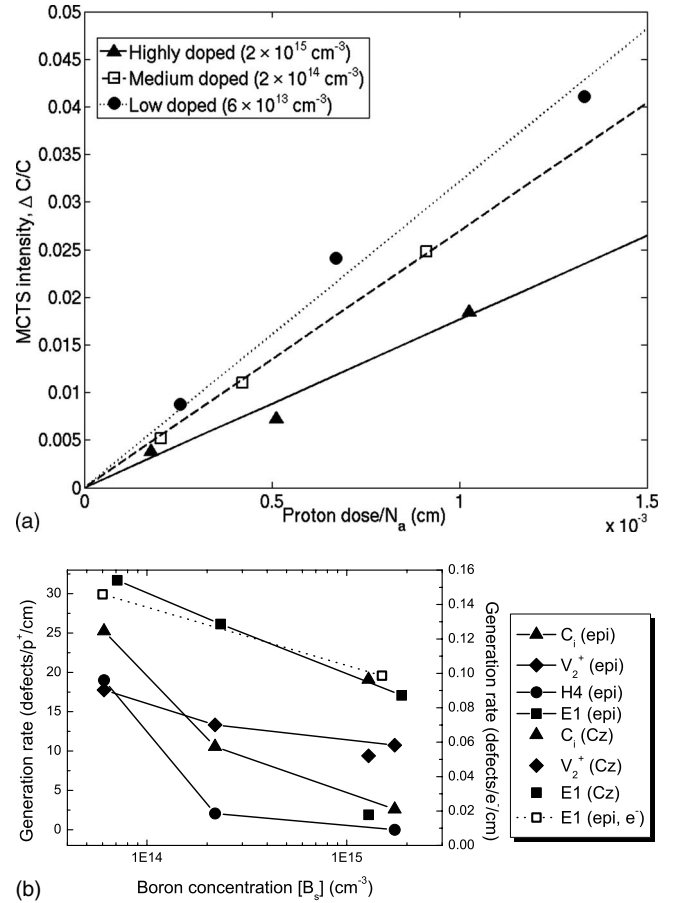 0.05
0.045
0.04
0.035
0.03
0.025
0.02
0.015
0.01
0.005
0
MCTS intensity, Δ C/C
Highly doped (2 × 10¹⁵ cm⁻³)
Medium doped (2 × 10¹⁴ cm⁻³)
Low doped (6 × 10¹³ cm⁻³)
0 0.5 1 1.5
Proton dose/Nₐ (cm)
x 10⁻³
(a)
30
25
20
15
10
5
0
Generation rate (defects/p⁺/cm)
0.16
0.14
0.12
0.10
0.08
0.06
0.04
0.02
0.00
Generation rate (defects/e⁻/cm)
1E14 1E15
Boron concentration [Bₛ] (cm⁻³)
Cᵢ (epi)
V₂⁺ (epi)
H4 (epi)
E1 (epi)
Cᵢ (Cz)
V₂⁺ (Cz)
E1 (Cz)
E1 (epi, e⁻)
(b)